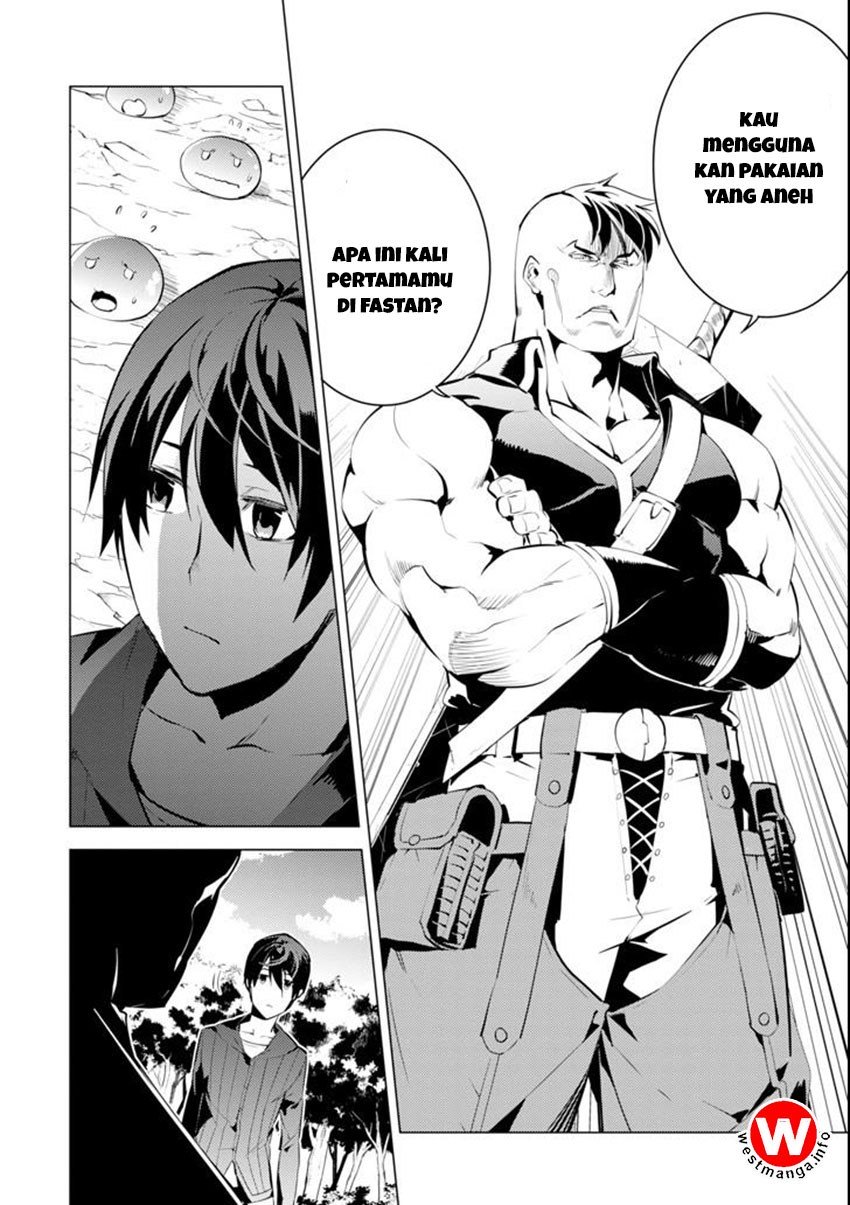 KAU
MENGGUNA
KAN PAKAIAN
YANG ANEH
APA INI KALI
PERTAMAMU
DI FASTAN?
W
westmanga.info